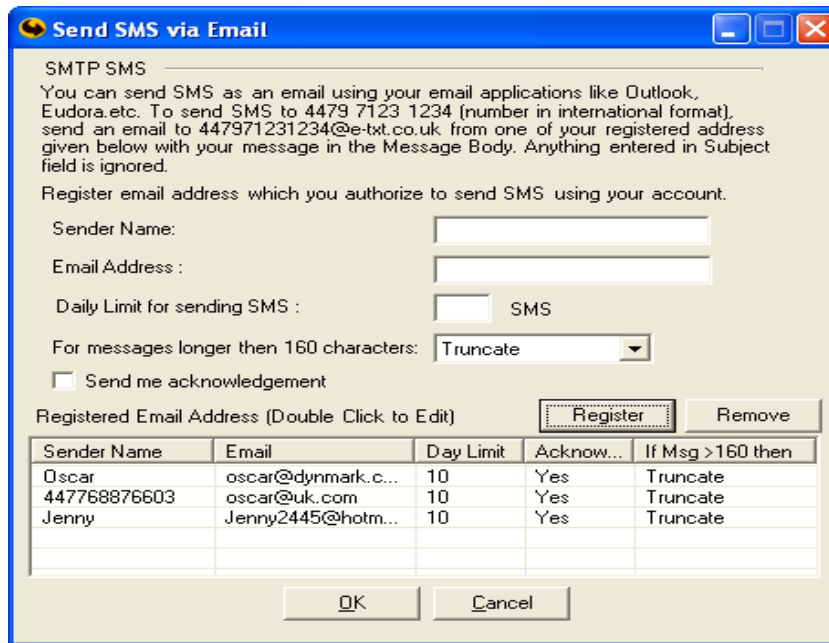 Send SMS via Email
SMTP SMS
You can send SMS as an email using your email applications like Outlook,
Eudora.etc. To send SMS to 4479 7123 1234 (number in international format),
send an email to 447971231234@e-txt.co.uk from one of your registered address
given below with your message in the Message Body. Anything entered in Subject
field is ignored.
Register email address which you authorize to send SMS using your account.
Sender Name:
Email Address :
Daily Limit for sending SMS : SMS
For messages longer then 160 characters: Truncate
Send me acknowledgement
Registered Email Address (Double Click to Edit) Register Remove
Sender Name Email Day Limit Acknow... If Msg >160 then
Oscar oscar@dynmark.c... 10 Yes Truncate
447768876603 oscar@uk.com 10 Yes Truncate
Jenny Jenny2445@hotm... 10 Yes Truncate
OK Cancel